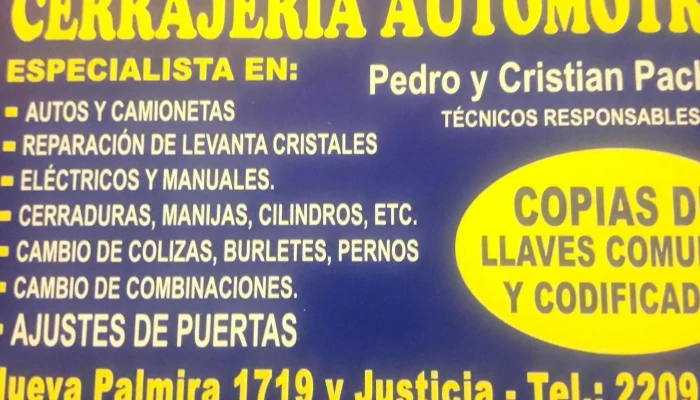 CERRAJERIA AUTOMOTR
ESPECIALISTA EN:
Pedro y Cristian Pach
TÉCNICOS RESPONSABLES
- AUTOS Y CAMIONETAS
- REPARACIÓN DE LEVANTA CRISTALES
- ELÉCTRICOS Y MANUALES.
- CERRADURAS, MANIJAS, CILINDROS, ETC.
- CAMBIO DE COLIZAS, BURLETES, PERNOS
- CAMBIO DE COMBINACIONES.
- AJUSTES DE PUERTAS
COPIAS D
LLAVES COMU
Y CODIFICAD
Nueva Palmira 1719 y Justicia - Tel.: 2209